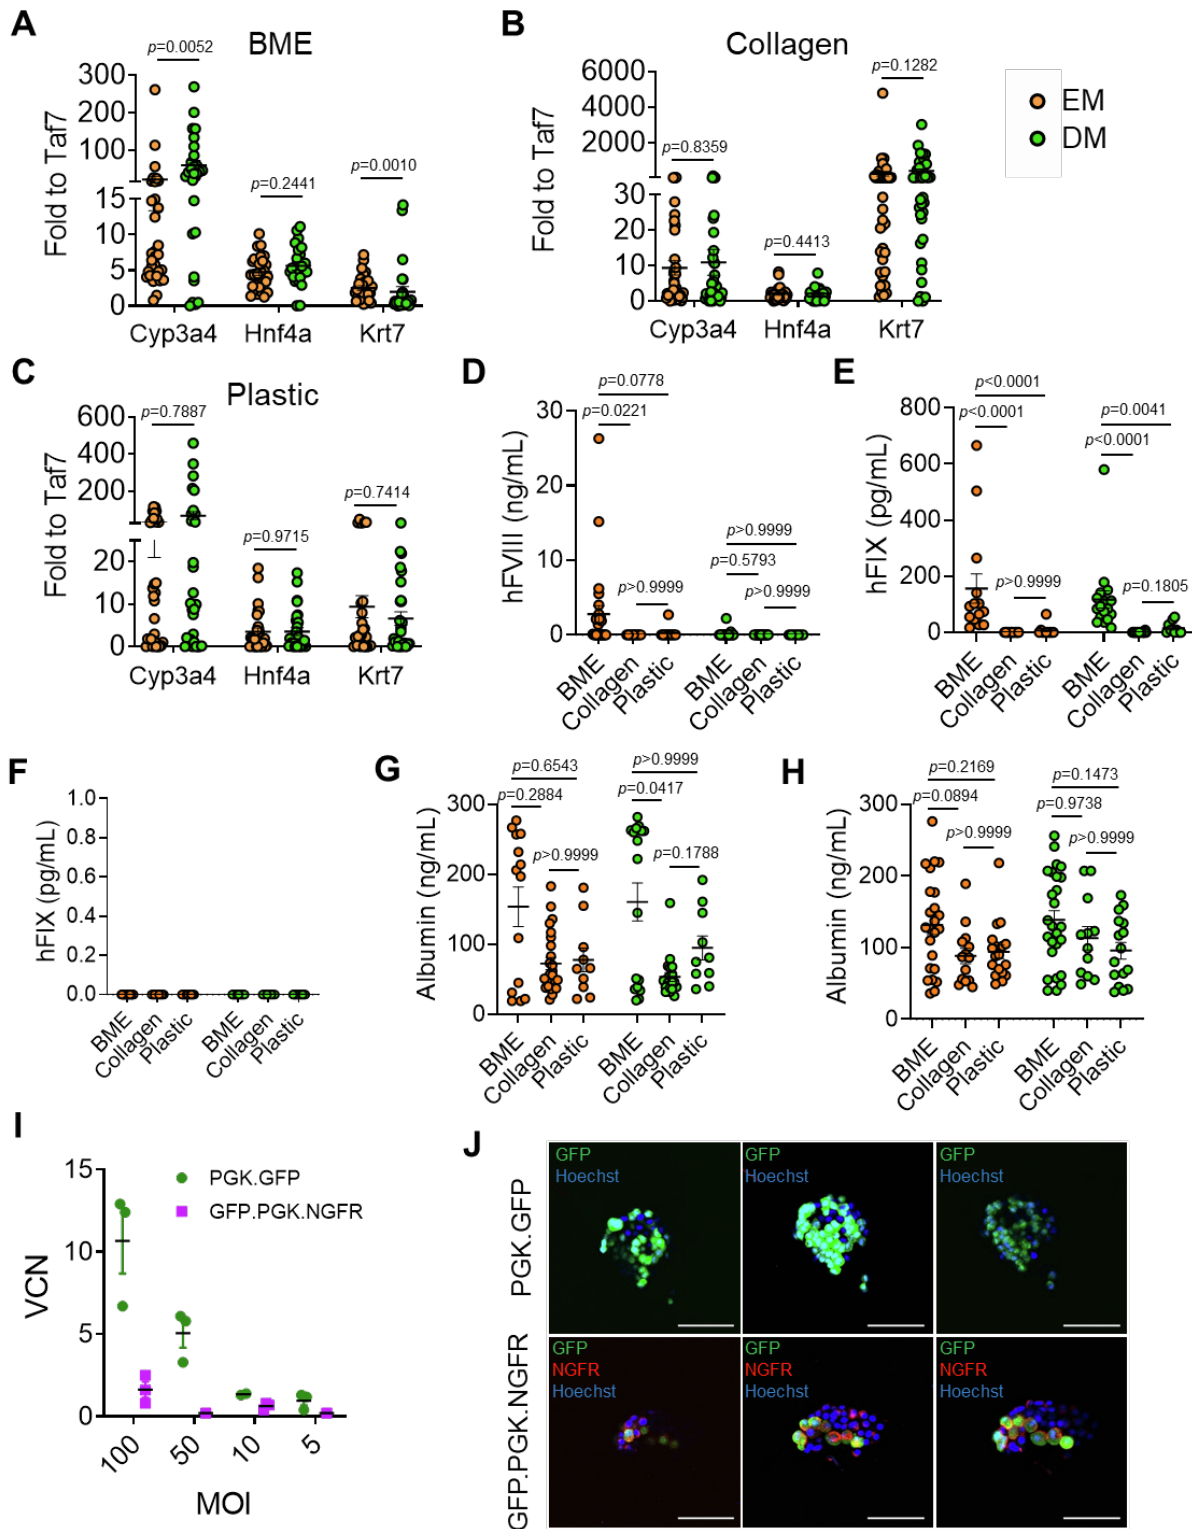 A
BME
p=0.0052
p=0.2441
p=0.0010
Fold to Taf7
300
200
100
15
10
5
0
Cyp3a4 Hnf4a Krt7
B
Collagen
p=0.8359
p=0.4413
p=0.1282
Fold to Taf7
6000
4000
2000
30
20
10
0
Cyp3a4 Hnf4a Krt7
EM
DM
C
Plastic
p=0.7887
p=0.9715
p=0.7414
Fold to Taf7
600
400
200
20
10
0
Cyp3a4 Hnf4a Krt7
D
p=0.0778
p=0.0221
p>0.9999
p>0.9999
p=0.5793
p>0.9999
hFVIII (ng/mL)
30
20
10
0
BME Collagen Plastic BME Collagen Plastic
E
p<0.0001
p<0.0001
p>0.9999
p=0.0041
p<0.0001
p=0.1805
hFIX (pg/mL)
800
600
400
200
0
BME Collagen Plastic BME Collagen Plastic
F
hFIX (pg/mL)
1.0
0.8
0.6
0.4
0.2
0.0
BME Collagen Plastic BME Collagen Plastic
G
p=0.6543
p=0.2884
p>0.9999
p>0.9999
p=0.0417
p=0.1788
Albumin (ng/mL)
300
200
100
0
BME Collagen Plastic BME Collagen Plastic
H
p=0.2169
p=0.0894
p>0.9999
p=0.1473
p=0.9738
p>0.9999
Albumin (ng/mL)
300
200
100
0
BME Collagen Plastic BME Collagen Plastic
I
PGK.GFP
GFP.PGK.NGFR
VCN
15
10
5
0
100 50 10 5
MOI
J
PGK.GFP
GFP GFP GFP
Hoechst Hoechst Hoechst
GFP.PGK.NGFR
GFP GFP GFP
NGFR NGFR NGFR
Hoechst Hoechst Hoechst